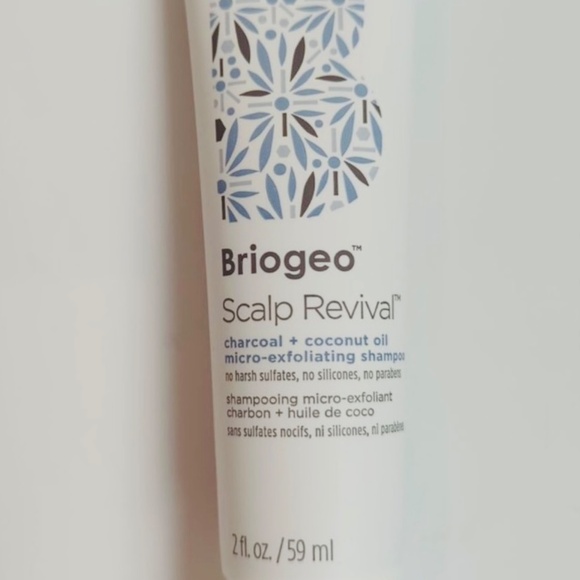 Briogeo™
Scalp Revival™
charcoal + coconut oil
micro-exfoliating shampoo
no harsh sulfates, no silicones, no parabens
shampooing micro-exfoliant
charbon + huile de coco
sans sulfates nocifs, ni silicones, ni parabènes
2 fl. oz. / 59 ml